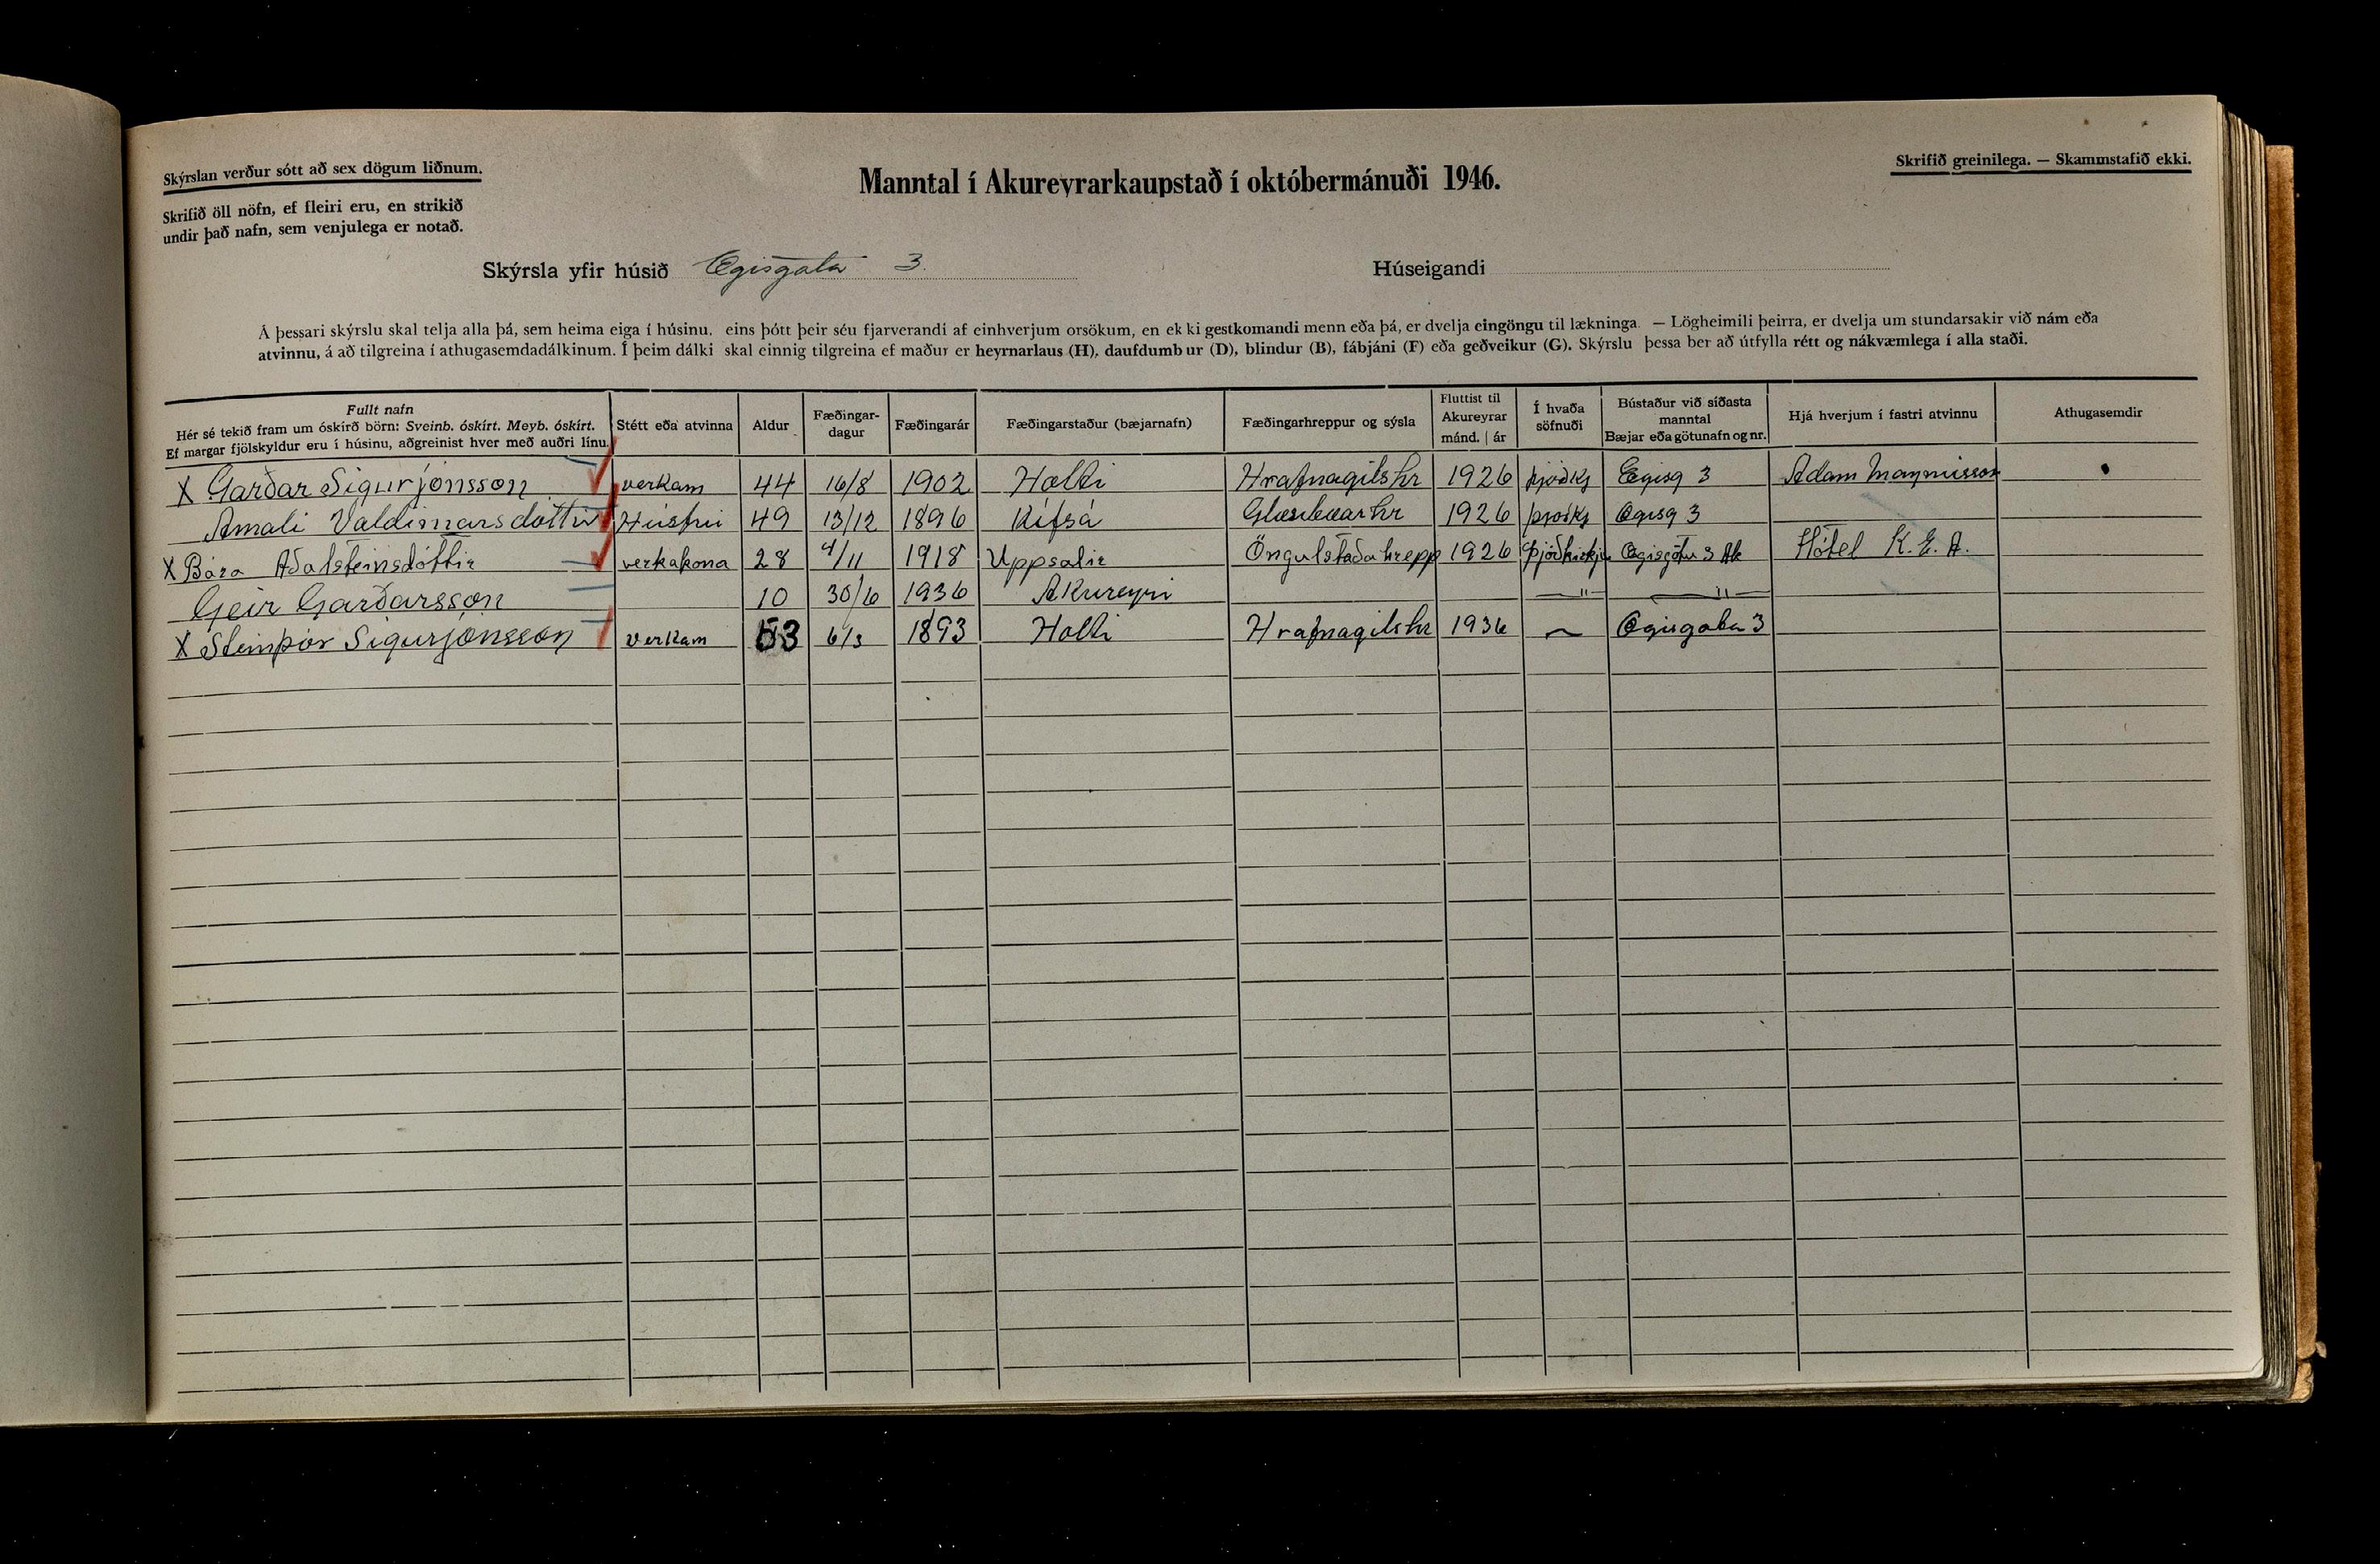 Skýrslan verður sótt að sex dögum liðnum.
Skrifið greinilega. — Skammstafið ekki.
Manntal í Akureyrarkaupstað í októbermánuði 1946.
Skrifið öll nöfn, ef fleiri eru, en strikið
undir það nafn, sem venjulega er notað.
Skýrsla yfir húsið Ægisgata 3. Húseigandi
Á þessari skýrslu skal telja alla þá, sem heima eiga í húsinu, eins þótt þeir séu fjarverandi af einhverjum orsökum, en ekki gestkomandi menn eða þá, er dvelja eingöngu til lækninga. — Lögheimili þeirra, er dvelja um stundarsakir við nám eða
atvinnu, á að tilgreina í athugasemdadálkinum. Í þeim dálki skal einnig tilgreina ef maður er heyrnarlaus (H), daufdumbur (D), blindur (B), fábjáni (F) eða geðveikur (G). Skýrslu þessa ber að útfylla rétt og nákvæmlega í alla staði.
Fullt nafn
Hér sé tekið fram um óskírð börn: Sveinb. óskírt. Meyb. óskírt.
Ef margar fjölskyldur eru í húsinu, aðgreinist hver með auðri línu.
Stétt eða atvinna
Aldur
Fæðingar-
dagur
Fæðingarár
Fæðingarstaður (bæjarnafn)
Fæðingarhreppur og sýsla
Fluttist til
Akureyrar
mánd. | ár
Í hvaða
söfnuði
Bústaður við síðasta
manntal
Bæjar eða götunafn og nr.
Hjá hverjum í fastri atvinnu
Athugasemdir
X Garðar Sigurjónsson verkam 44 16/8 1902 Holti Hrafnagilshr 1926 þjóðkj Ægisg 3 Adam Magnusson
Amali Valdimarsdóttir Húsfrú 49 13/12 1896 Kífsá Glæsibæarhr 1926 þjóðkj Ægisg 3
X Bára Aðalsteinsdóttir verkakona 28 4/11 1918 Uppsalir Öngulstaðahrepp 1926 Þjóðkirkju Ægisgötu 3 Ak Hótel K.E.A.
Geir Garðarsson 10 30/6 1936 Akureyri — " — — " —
X Steinþór Sigurjónsson verkam 53 6/3 1893 Holti Hrafnagilshr 1936 ~ Ægisgata 3